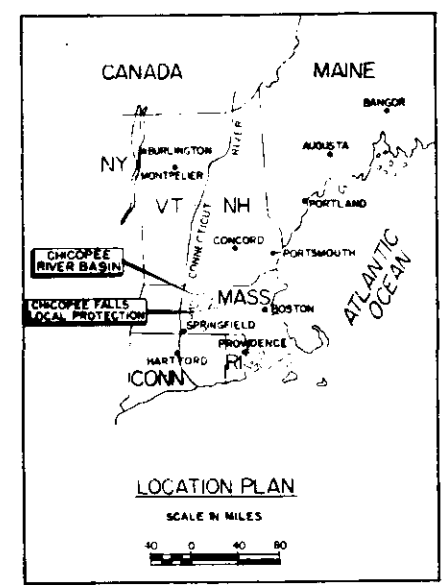 CANADA
MAINE
BANGOR
BURLINGTON
AUGUSTA
NY
MONTPELIER
RIVER
VT
NH
PORTLAND
CONNECTICUT
CONCORD
PORTSMOUTH
CHICOPEE
RIVER BASIN
ATLANTIC
OCEAN
MASS
CHICOPEE FALLS
LOCAL PROTECTION
BOSTON
SPRINGFIELD
PROVIDENCE
HARTFORD
RI
CONN
LOCATION PLAN
SCALE IN MILES
40 0 40 80